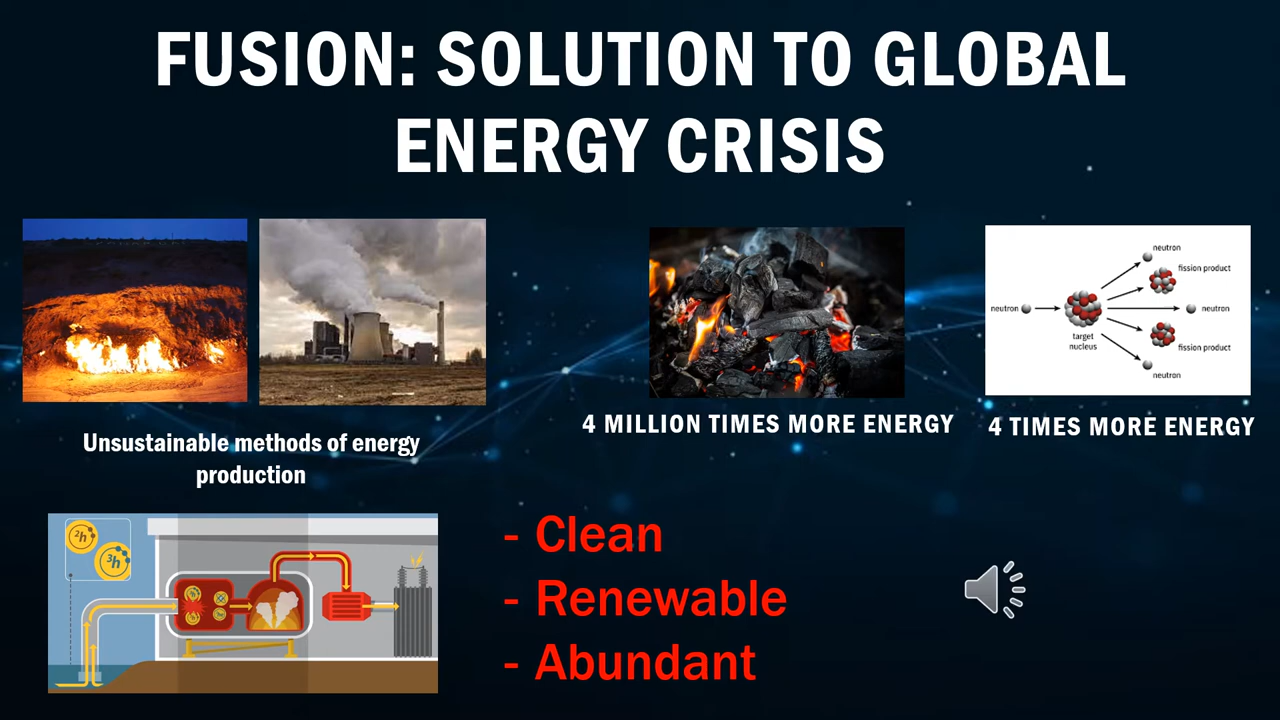 FUSION: SOLUTION TO GLOBAL
ENERGY CRISIS
neutron
fission product
neutron
neutron
target
nucleus
fission product
neutron
4 MILLION TIMES MORE ENERGY
4 TIMES MORE ENERGY
Unsustainable methods of energy
production
²h
³h
- Clean
- Renewable
- Abundant